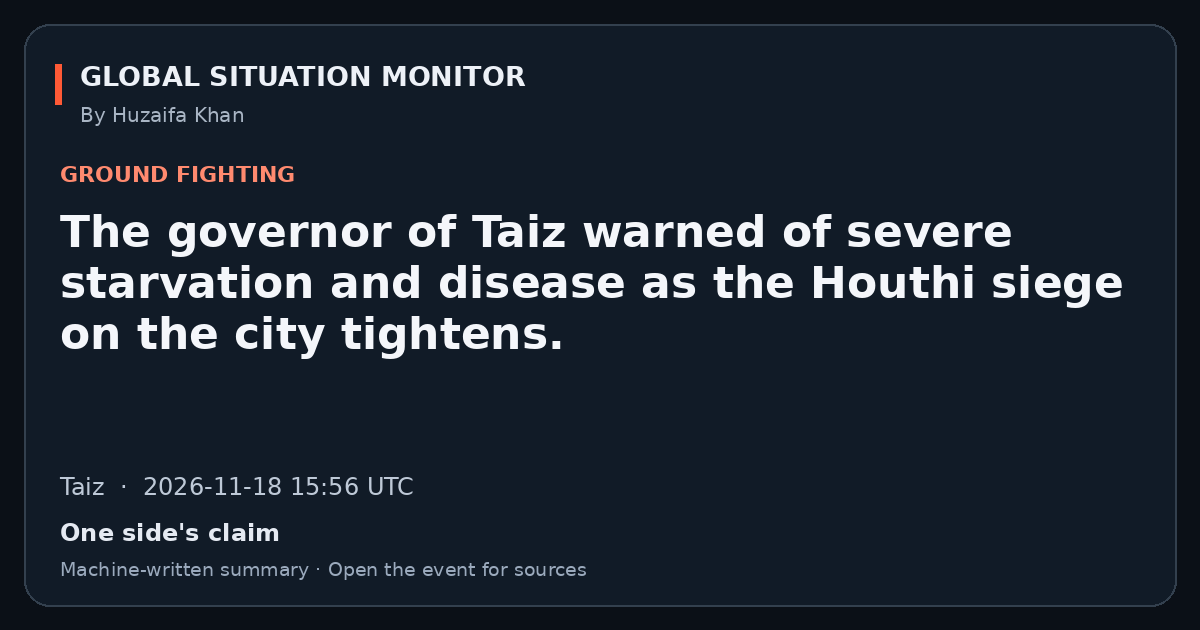 GLOBAL SITUATION MONITOR
By Huzaifa Khan
GROUND FIGHTING
The governor of Taiz warned of severe
starvation and disease as the Houthi siege
on the city tightens.
Taiz · 2026-11-18 15:56 UTC
One side's claim
Machine-written summary · Open the event for sources